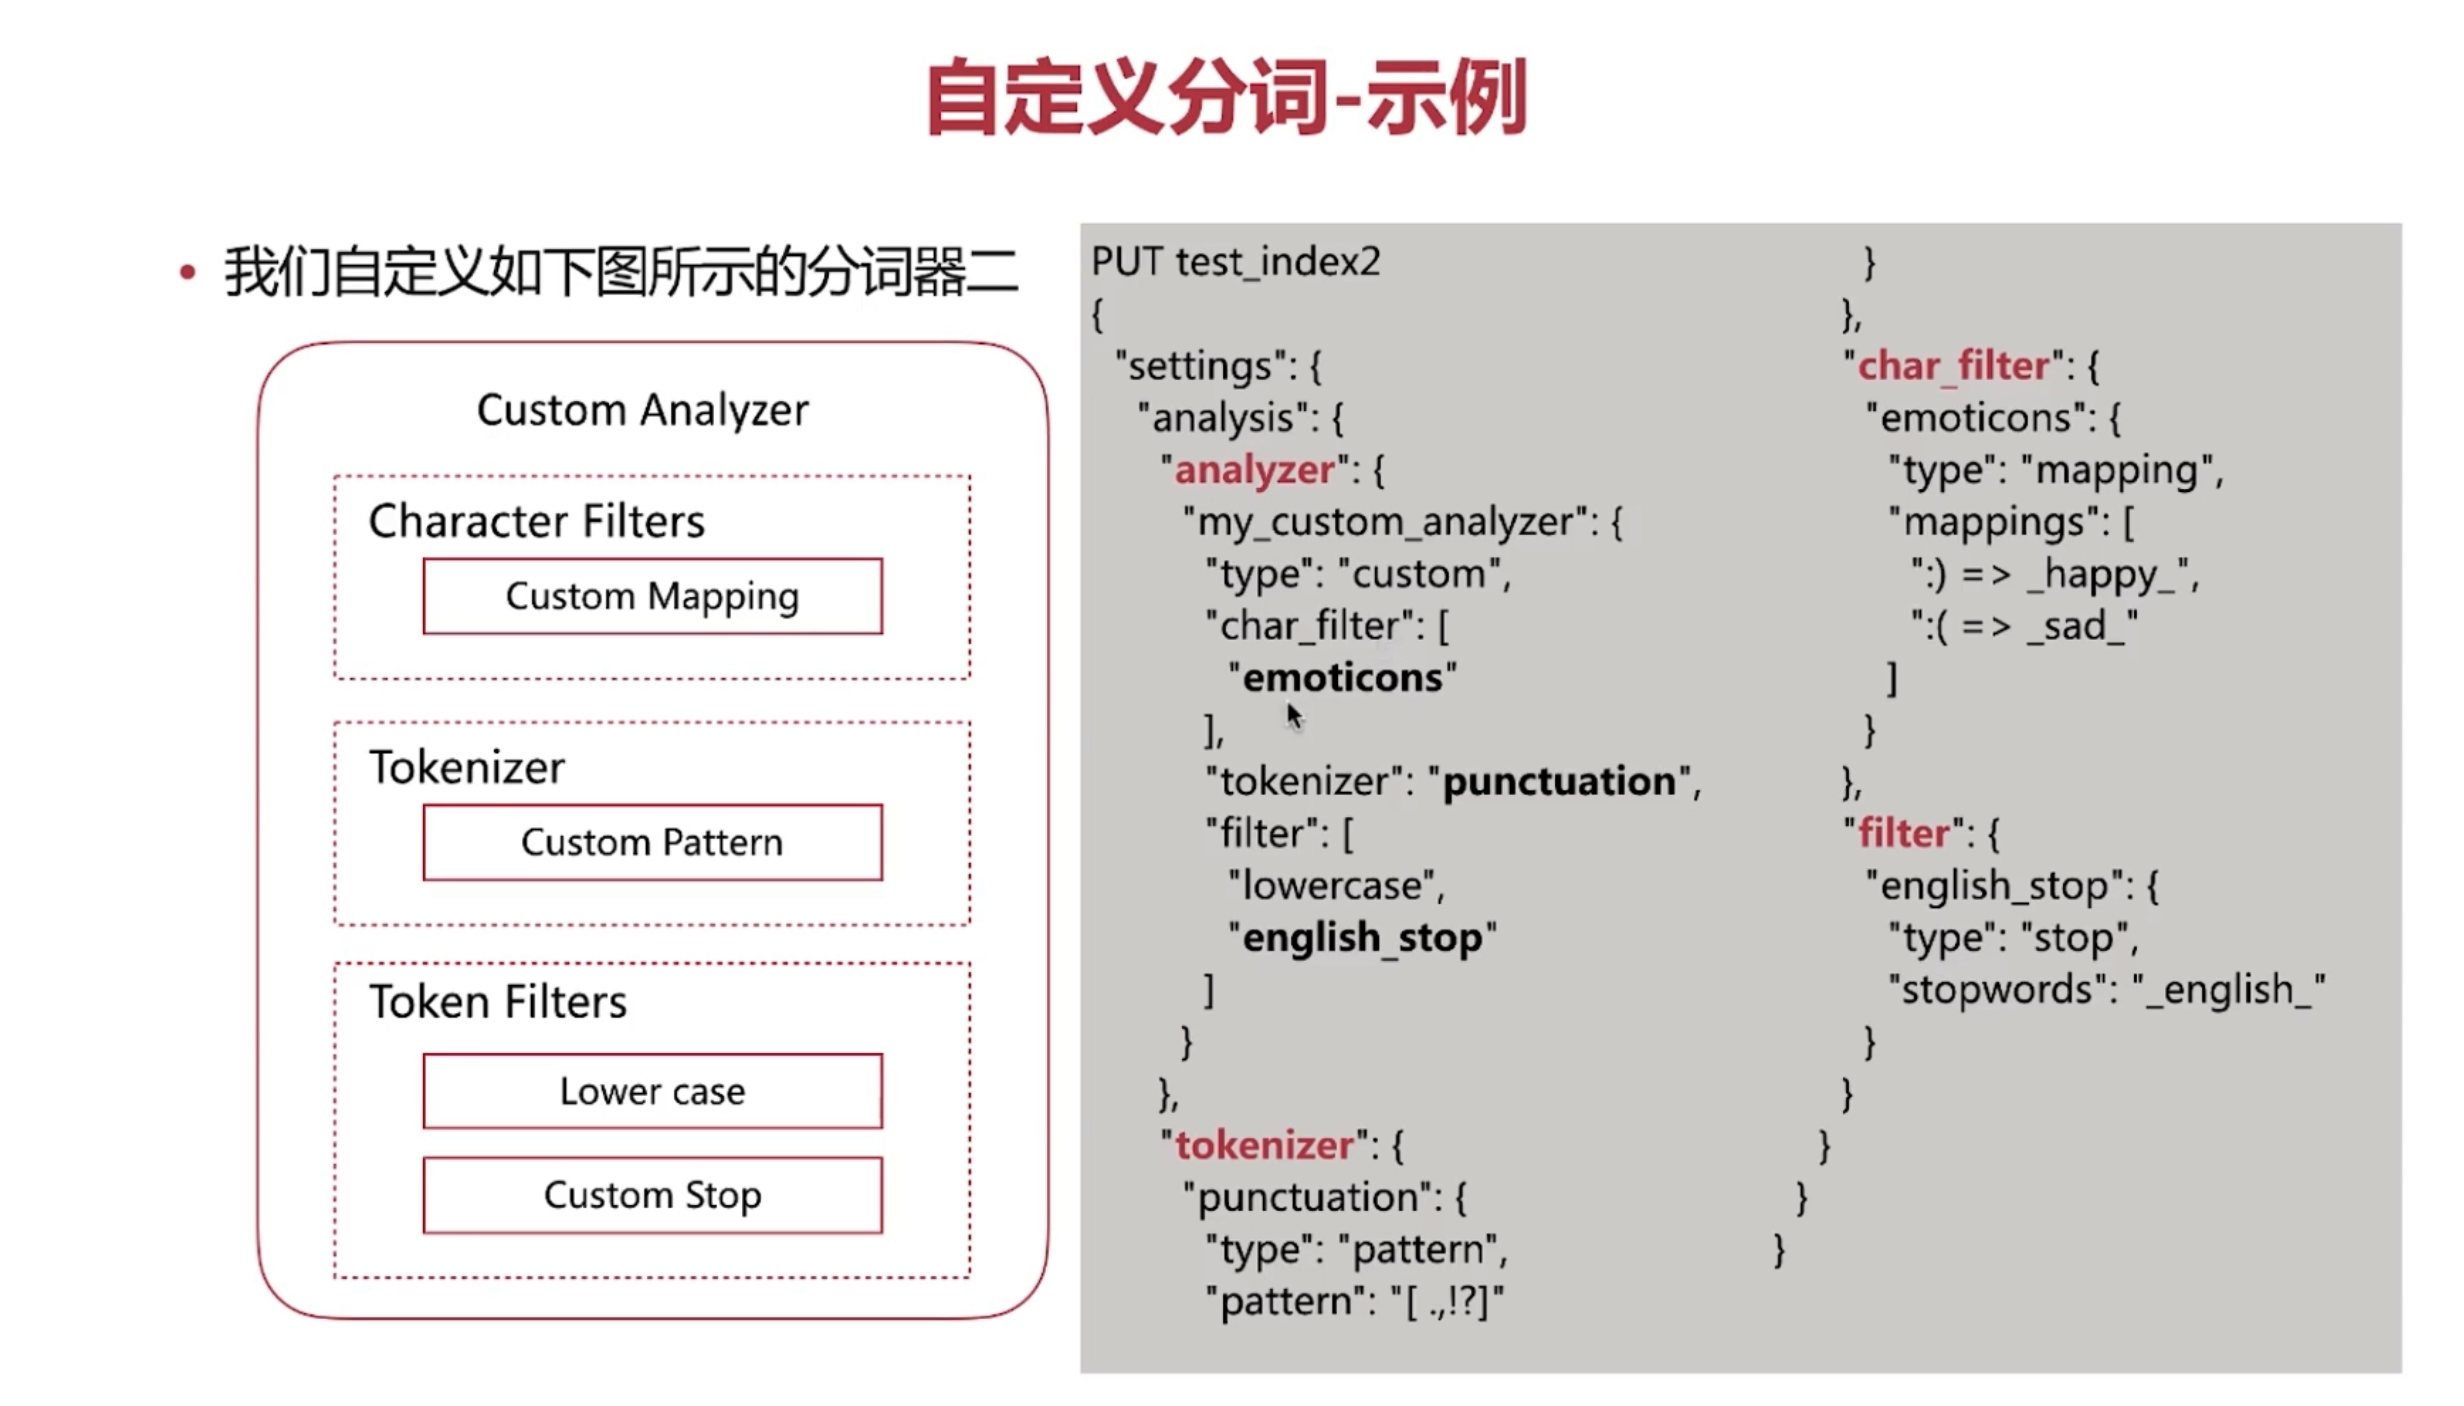 自定义分词-示例
• 我们自定义如下图所示的分词器二
Custom Analyzer
Character Filters
Custom Mapping
Tokenizer
Custom Pattern
Token Filters
Lower case
Custom Stop
PUT test_index2
{
"settings": {
"analysis": {
"analyzer": {
"my_custom_analyzer": {
"type": "custom",
"char_filter": [
"emoticons"
],
"tokenizer": "punctuation",
"filter": [
"lowercase",
"english_stop"
]
}
},
"tokenizer": {
"punctuation": {
"type": "pattern",
"pattern": "[ .,!?]"
}
},
"char_filter": {
"emoticons": {
"type": "mapping",
"mappings": [
":) => _happy_",
":( => _sad_"
]
}
},
"filter": {
"english_stop": {
"type": "stop",
"stopwords": "_english_"
}
}
}
}
}